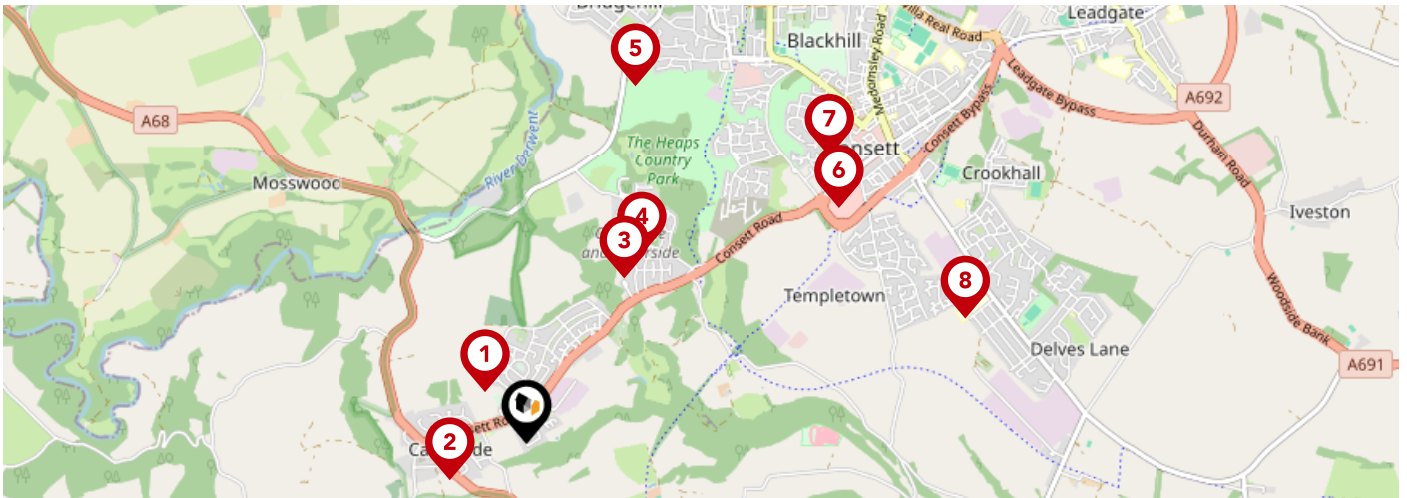 Leadgate
Villa Real Road
Blackhill
Medomsley Road
5
Leadgate Bypass
A692
A68
7
Consett Bypass
Durham Road
The Heaps
Country
Park
River Derwent
6
Crookhall
Mosswood
4
Iveston
3
Consett Road
8
Templetown
Woodside Bank
1
Delves Lane
A691
2